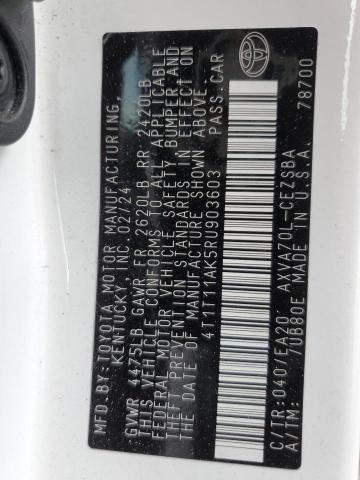 MFD. BY: TOYOTA MOTOR MANUFACTURING,
KENTUCKY, INC. 02/24
GVWR 4475LB GAWR FR 2620LB RR 2420LB
THIS VEHICLE CONFORMS TO ALL APPLICABLE
FEDERAL MOTOR VEHICLE SAFETY BUMPER AND
THEFT PREVENTION STANDARDS IN EFFECT ON
THE DATE OF MANUFACTURE SHOWN ABOVE.
4T1T11AK5RU903603 PASS.CAR
C/TR:040/EA20 AXVA70L-CEZSBA
A/TM: 7UB80E MADE IN U.S.A. 78700